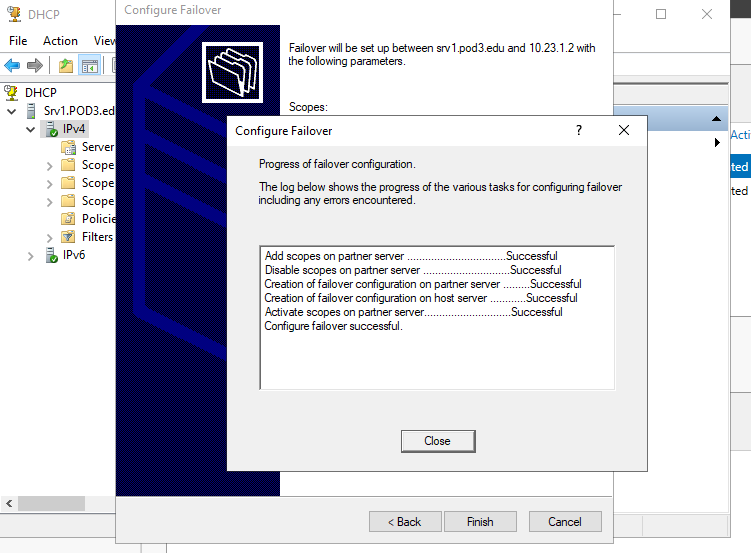 DHCP
File Action View
DHCP
Srv1.POD3.ed
IPv4
Server
Scope
Scope
Scope
Policie
Filters
IPv6
Configure Failover
Failover will be set up between srv1.pod3.edu and 10.23.1.2 with
the following parameters.
Scopes:
Configure Failover
?
Progress of failover configuration.
The log below shows the progress of the various tasks for configuring failover
including any errors encountered.
Add scopes on partner server .................................Successful
Disable scopes on partner server .............................Successful
Creation of failover configuration on partner server .........Successful
Creation of failover configuration on host server ............Successful
Activate scopes on partner server.............................Successful
Configure failover successful.
Close
< Back Finish Cancel
Acti
ted
ted